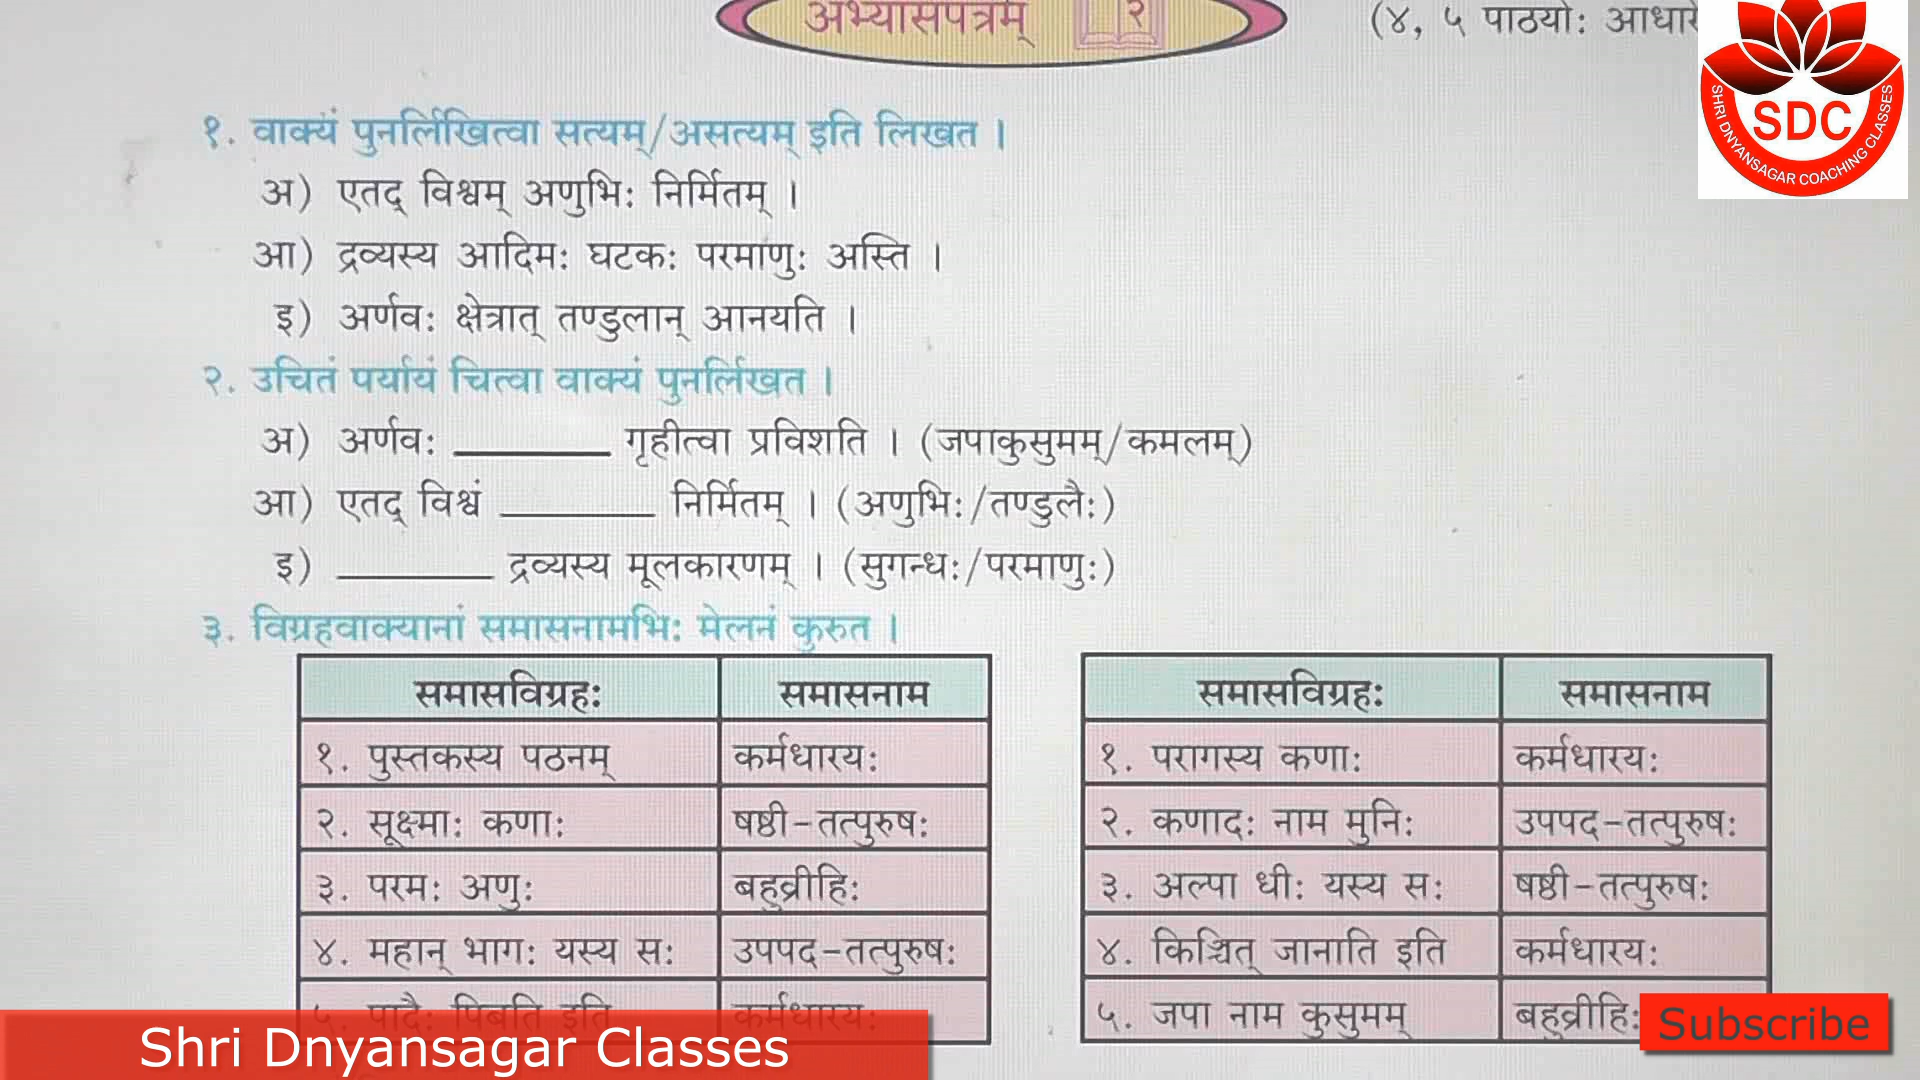 अभ्यासपत्रम् २
(४, ५ पाठयोः आधारे
SDC
SHRI DNYANSAGAR COACHING CLASSES
१. वाक्यं पुनर्लिखित्वा सत्यम्/असत्यम् इति लिखत ।
अ) एतद् विश्वम् अणुभिः निर्मितम् ।
आ) द्रव्यस्य आदिमः घटकः परमाणुः अस्ति ।
इ) अर्णवः क्षेत्रात् तण्डुलान् आनयति ।
२. उचितं पर्यायं चित्वा वाक्यं पुनर्लिखत ।
अ) अर्णवः ________ गृहीत्वा प्रविशति । (जपाकुसुमम्/कमलम्)
आ) एतद् विश्वं ________ निर्मितम् । (अणुभिः/तण्डुलैः)
इ) ________ द्रव्यस्य मूलकारणम् । (सुगन्धः/परमाणुः)
३. विग्रहवाक्यानां समासनामभिः मेलनं कुरुत ।
समासविग्रहः समासनाम
१. पुस्तकस्य पठनम् कर्मधारयः
२. सूक्ष्माः कणाः षष्ठी-तत्पुरुषः
३. परमः अणुः बहुव्रीहिः
४. महान् भागः यस्य सः उपपद-तत्पुरुषः
५. पादैः पिबति इति कर्मधारयः
समासविग्रहः समासनाम
१. परागस्य कणाः कर्मधारयः
२. कणादः नाम मुनिः उपपद-तत्पुरुषः
३. अल्पा धीः यस्य सः षष्ठी-तत्पुरुषः
४. किञ्चित् जानाति इति कर्मधारयः
५. जपा नाम कुसुमम् बहुव्रीहिः
Shri Dnyansagar Classes
Subscribe